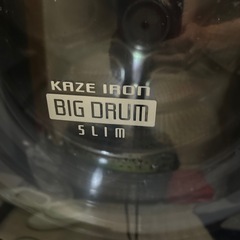 KAZE IRON
BIG DRUM
SLIM